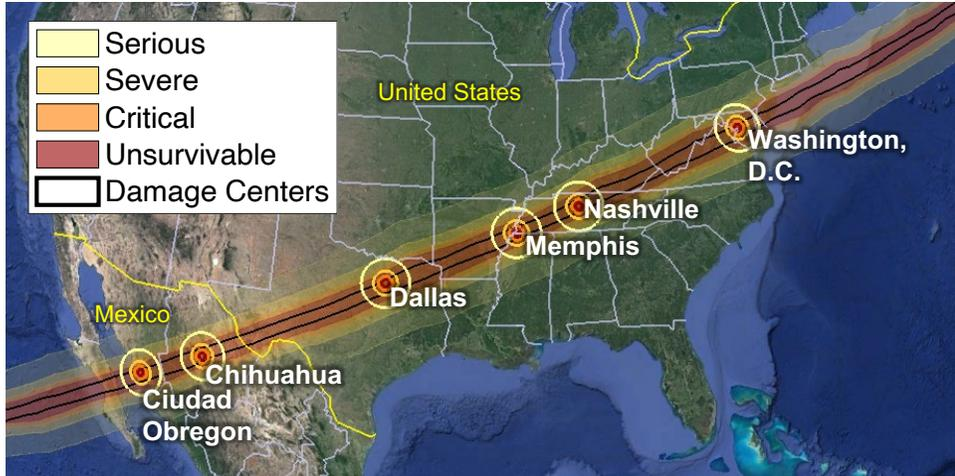 Serious
Severe
Critical
Unsurvivable
Damage Centers
United States
Washington,
D.C.
Nashville
Memphis
Dallas
Mexico
Chihuahua
Ciudad
Obregon